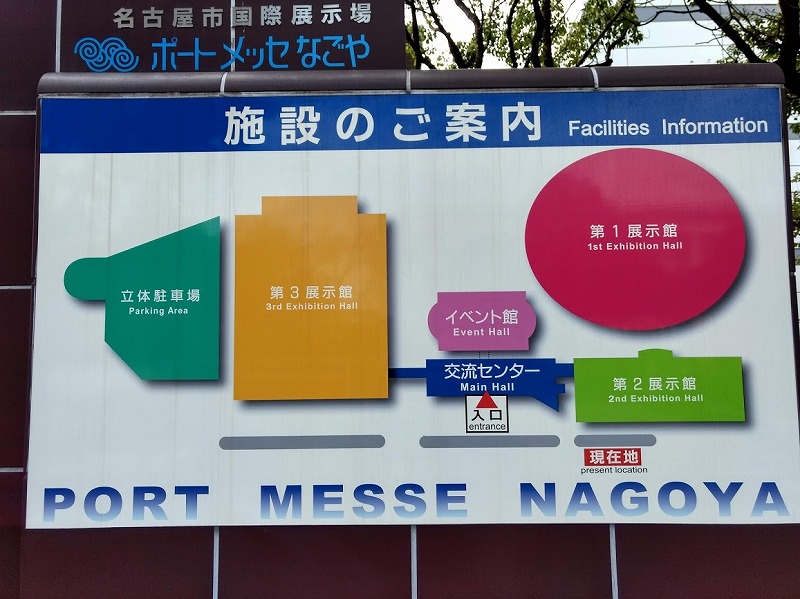 名古屋市国際展示場
ポートメッセなごや
施設のご案内 Facilities Information
第1展示館
1st Exhibition Hall
立体駐車場
Parking Area
第3展示館
3rd Exhibition Hall
イベント館
Event Hall
交流センター
Main Hall
第2展示館
2nd Exhibition Hall
入口
entrance
現在地
present location
PORT MESSE NAGOYA